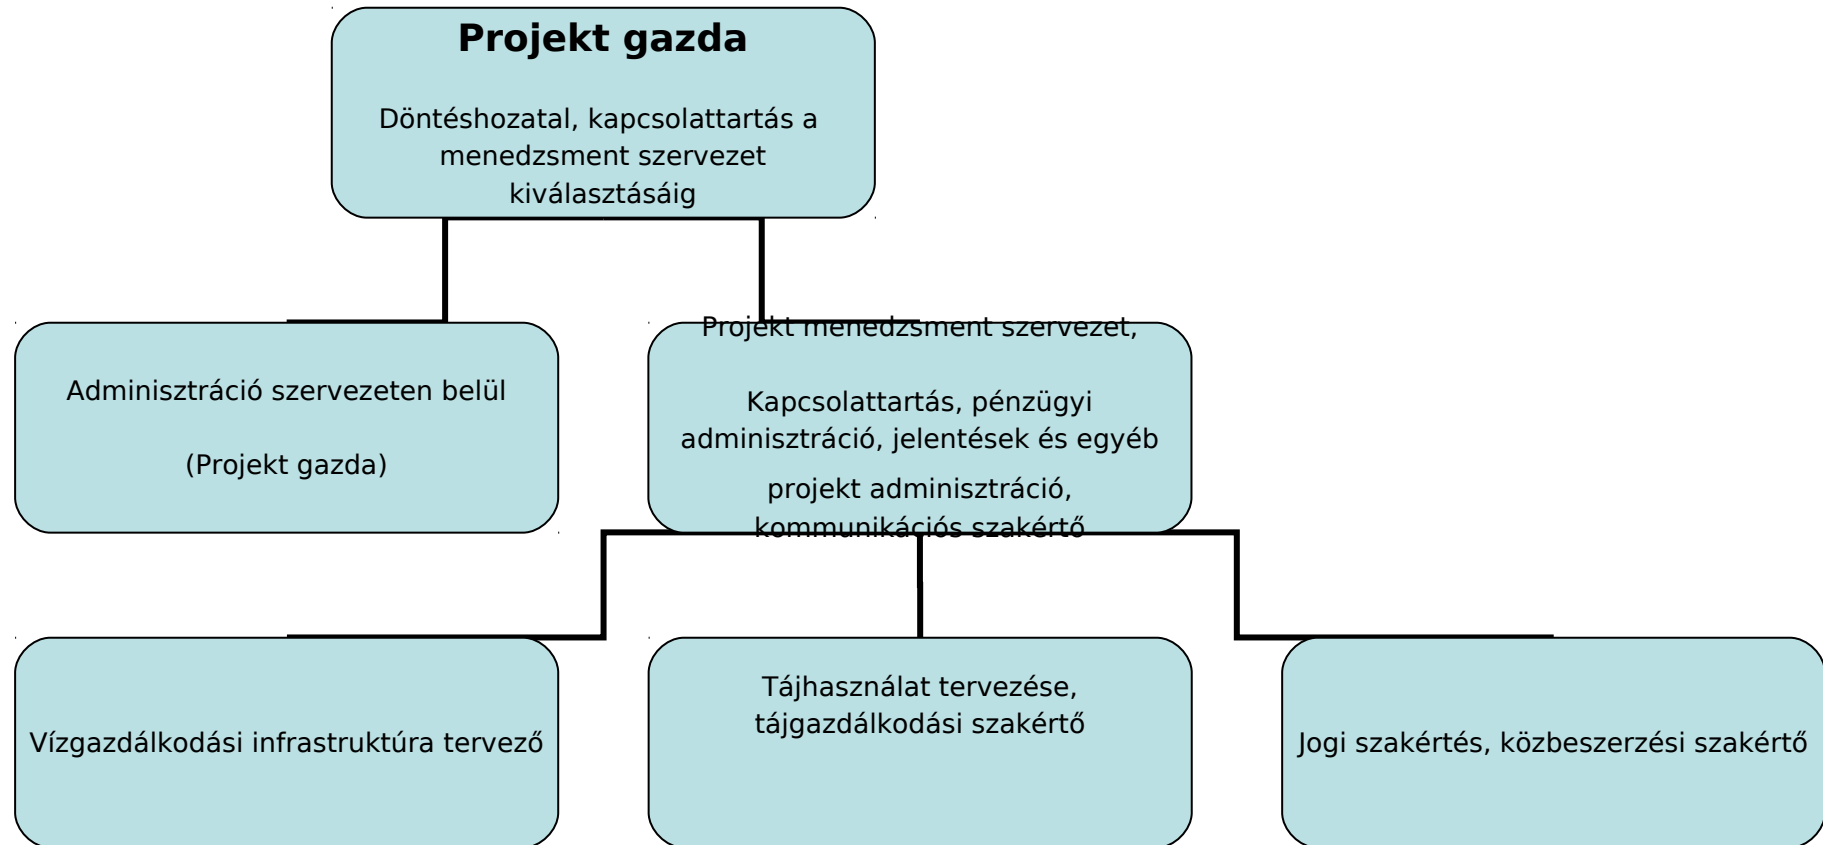 Projekt gazda
Döntéshozatal, kapcsolattartás a
menedzsment szervezet
kiválasztásáig
Adminisztráció szervezeten belül
(Projekt gazda)
Projekt menedzsment szervezet,
Kapcsolattartás, pénzügyi
adminisztráció, jelentések és egyéb
projekt adminisztráció,
kommunikációs szakértő
Vízgazdálkodási infrastruktúra tervező
Tájhasználat tervezése,
tájgazdálkodási szakértő
Jogi szakértés, közbeszerzési szakértő